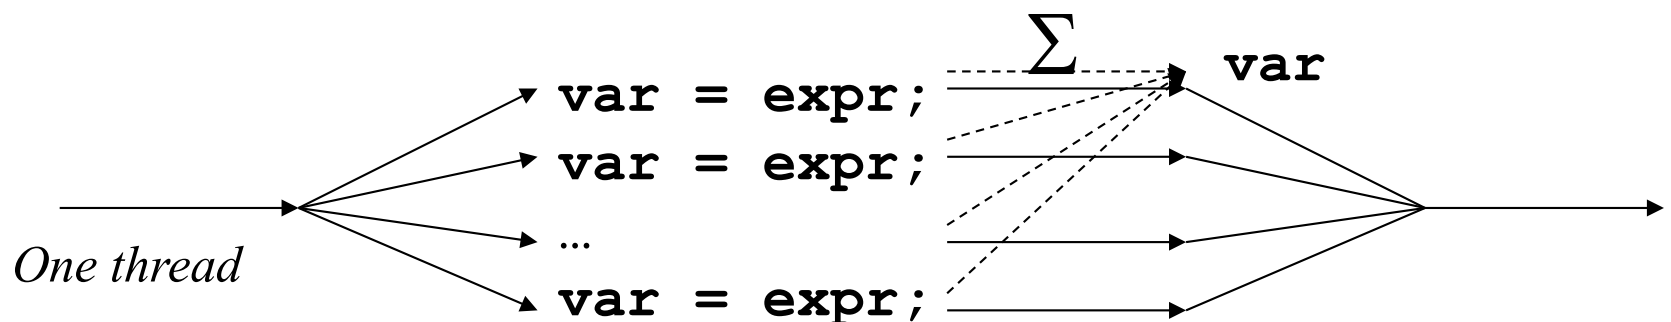 ∑
var
var = expr;
var = expr;
...
One thread
var = expr;